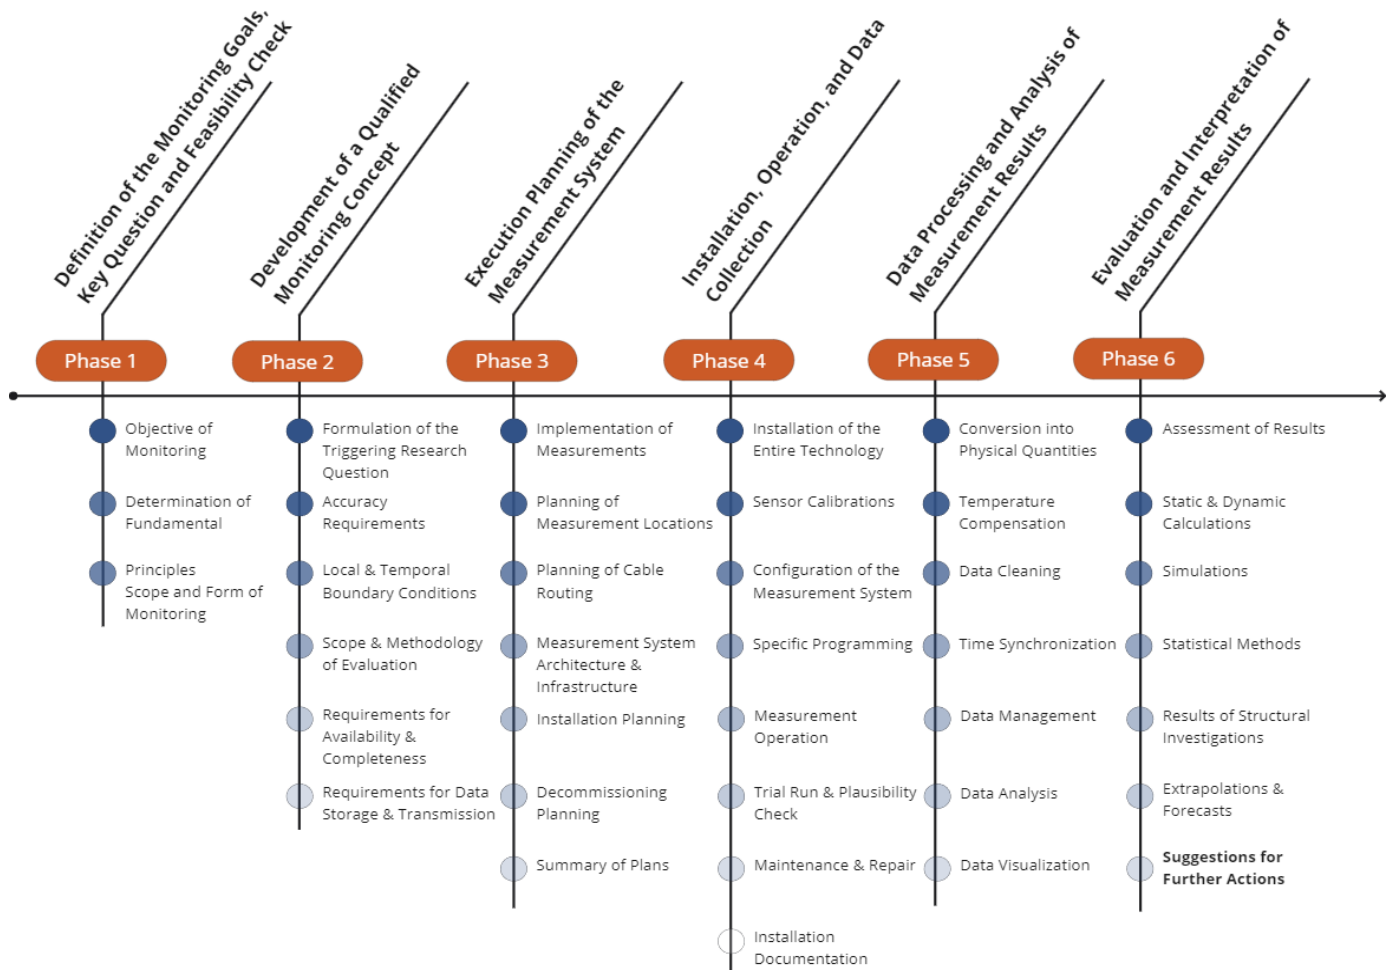 Definition of the Monitoring Goals,
Key Question and Feasibility Check
Phase 1
Objective of
Monitoring
Determination of
Fundamental
Principles
Scope and Form of
Monitoring
Development of a Qualified
Monitoring Concept
Phase 2
Formulation of the
Triggering Research
Question
Accuracy
Requirements
Local & Temporal
Boundary Conditions
Scope & Methodology
of Evaluation
Requirements for
Availability &
Completeness
Requirements for Data
Storage & Transmission
Execution Planning of the
Measurement System
Phase 3
Implementation of
Measurements
Planning of
Measurement Locations
Planning of Cable
Routing
Measurement System
Architecture &
Infrastructure
Installation Planning
Decommissioning
Planning
Summary of Plans
Installation, Operation, and Data
Collection
Phase 4
Installation of the
Entire Technology
Sensor Calibrations
Configuration of the
Measurement System
Specific Programming
Measurement
Operation
Trial Run & Plausibility
Check
Maintenance & Repair
Installation
Documentation
Data Processing and Analysis of
Measurement Results
Phase 5
Conversion into
Physical Quantities
Temperature
Compensation
Data Cleaning
Time Synchronization
Data Management
Data Analysis
Data Visualization
Evaluation and Interpretation of
Measurement Results
Phase 6
Assessment of Results
Static & Dynamic
Calculations
Simulations
Statistical Methods
Results of Structural
Investigations
Extrapolations &
Forecasts
Suggestions for
Further Actions